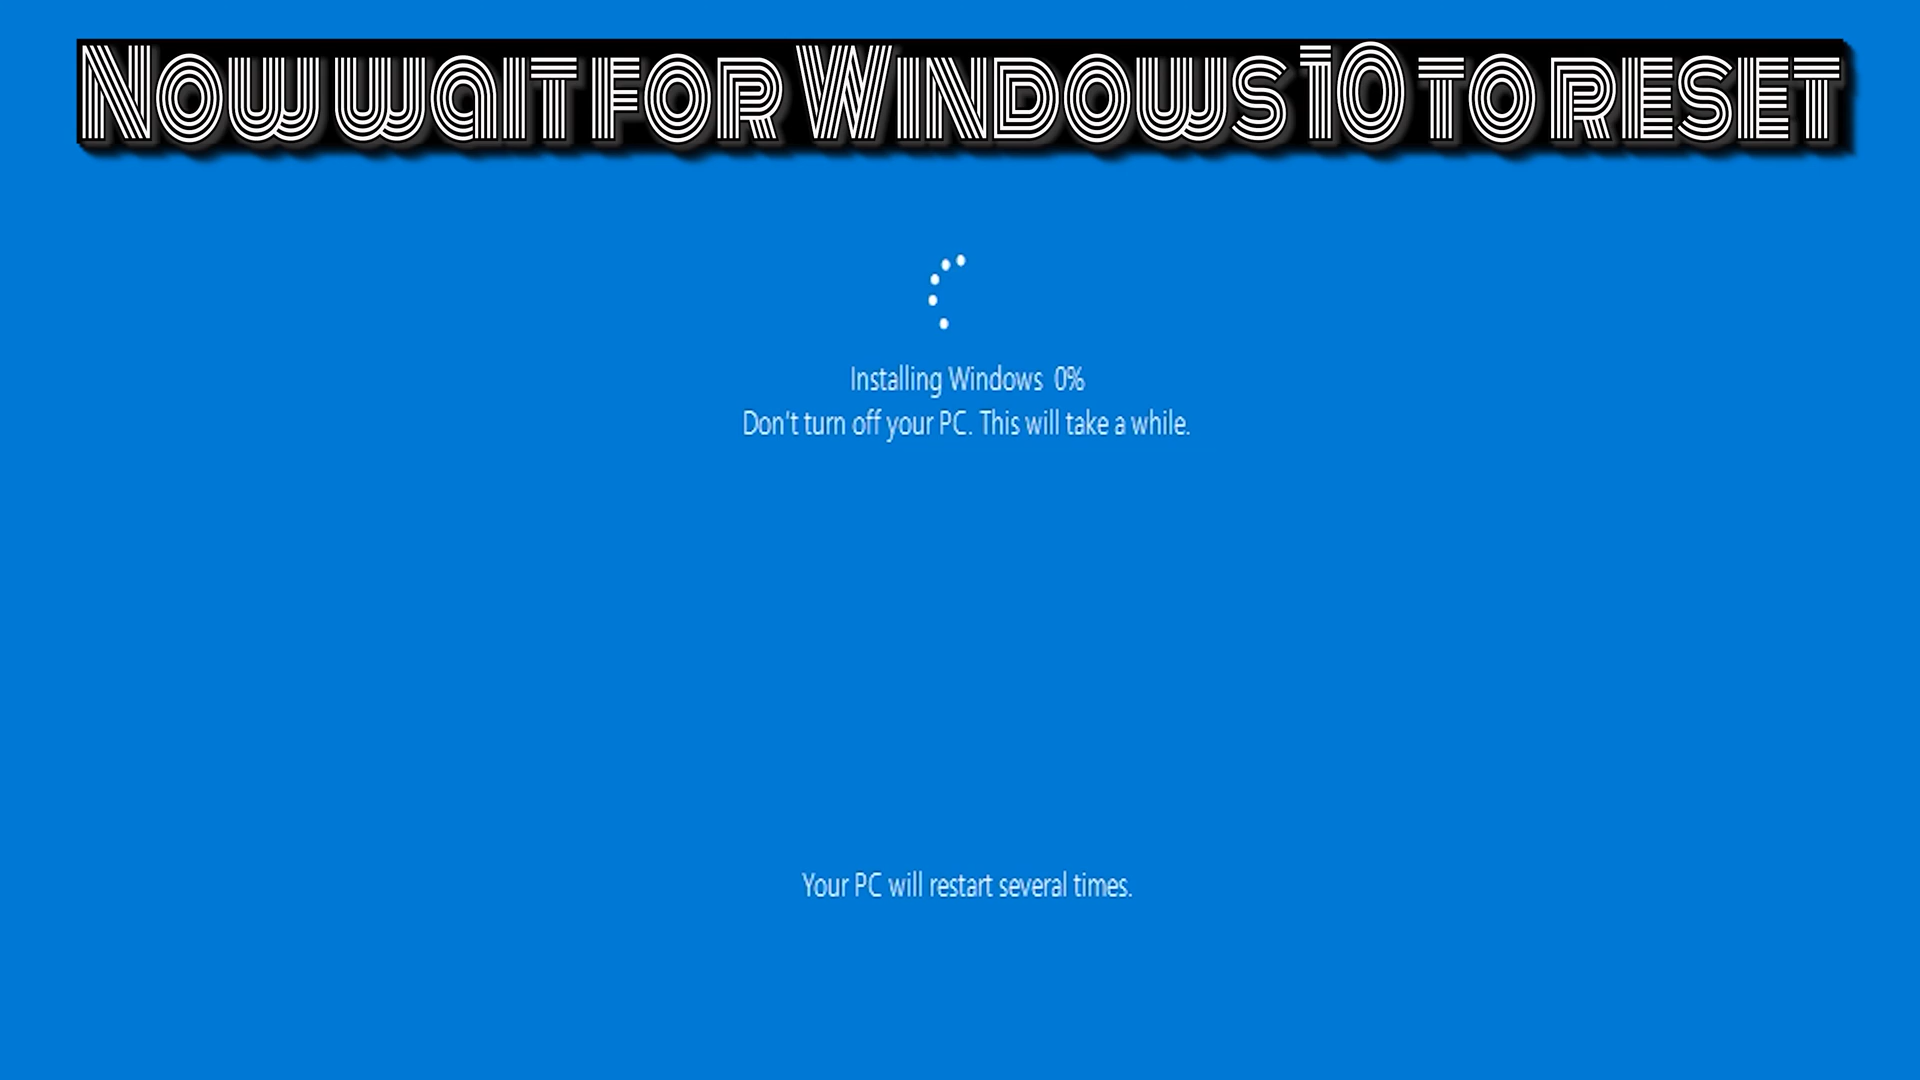 Now wait for Windows 10 to reset
Installing Windows 0%
Don't turn off your PC. This will take a while.
Your PC will restart several times.